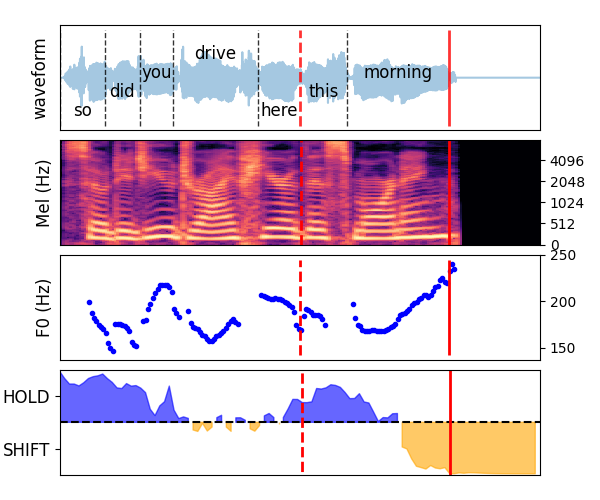 waveform
so
did
you
drive
here
this
morning
Mel (Hz)
4096
2048
1024
512
0
F0 (Hz)
250
200
150
HOLD
SHIFT